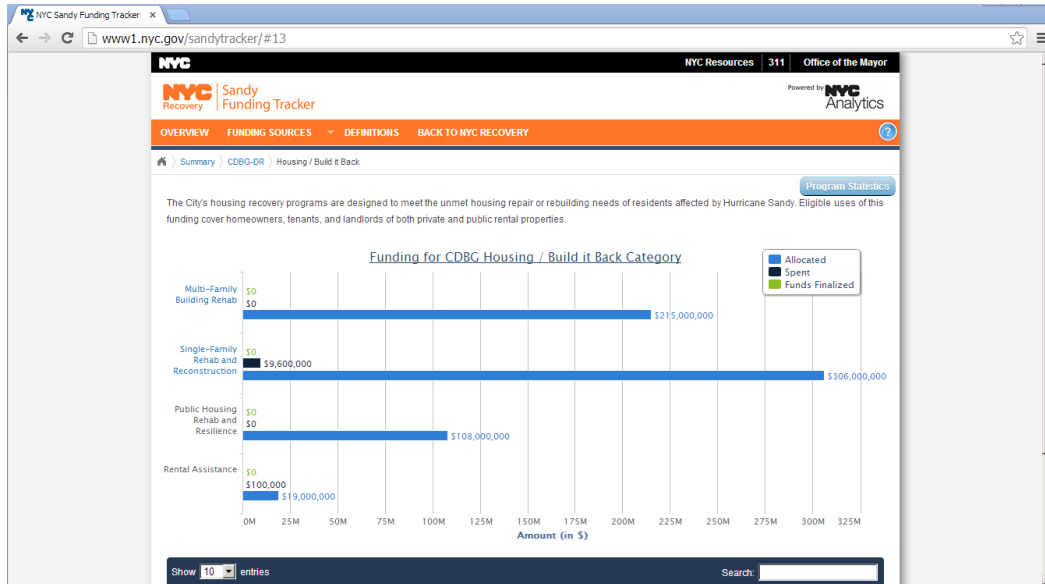 NYC Sandy Funding Tracker
www1.nyc.gov/sandytracker/#13
NYC
NYC Resources 311 Office of the Mayor
NYC Recovery
Sandy Funding Tracker
Powered by NYC Analytics
OVERVIEW FUNDING SOURCES DEFINITIONS BACK TO NYC RECOVERY ?
Summary CDBG-DR Housing / Build it Back
Program Statistics
The City's housing recovery programs are designed to meet the unmet housing repair or rebuilding needs of residents affected by Hurricane Sandy. Eligible uses of this
funding cover homeowners, tenants, and landlords of both private and public rental properties.
Funding for CDBG Housing / Build it Back Category
Allocated
Spent
Funds Finalized
Multi-Family
Building Rehab
$0
$0
$215,000,000
Single-Family
Rehab and
Reconstruction
$0
$9,600,000
$306,000,000
Public Housing
Rehab and
Resilience
$0
$0
$108,000,000
Rental Assistance
$0
$100,000
$19,000,000
0M 25M 50M 75M 100M 125M 150M 175M 200M 225M 250M 275M 300M 325M
Amount (in $)
Show 10 entries
Search: